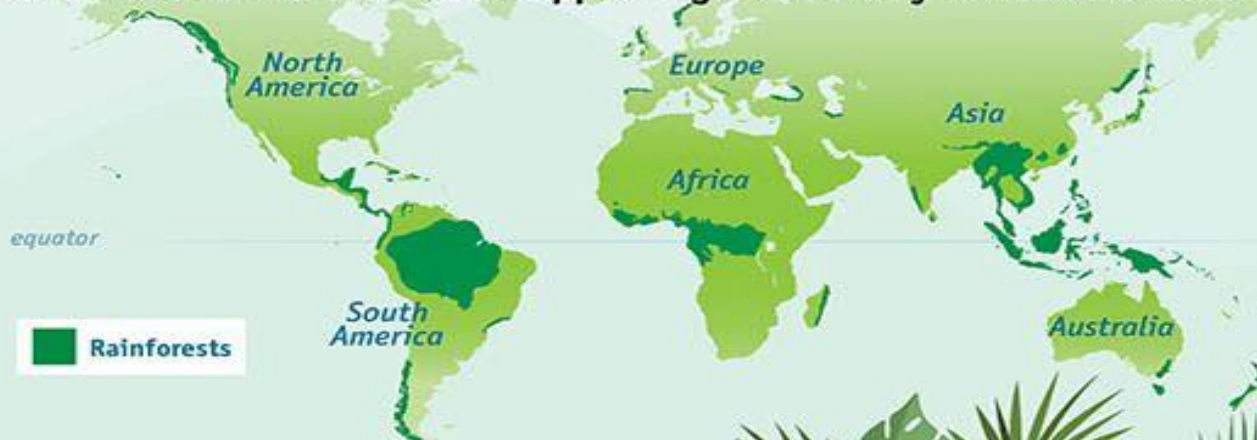 North
America
Europe
Asia
Africa
equator
South
America
Australia
Rainforests